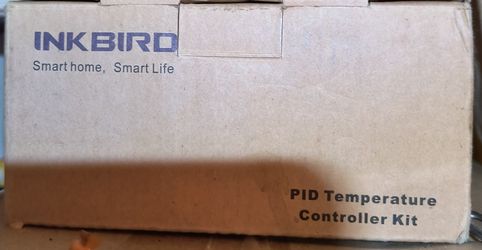 INKBIRD
Smart home, Smart Life
PID Temperature
Controller Kit